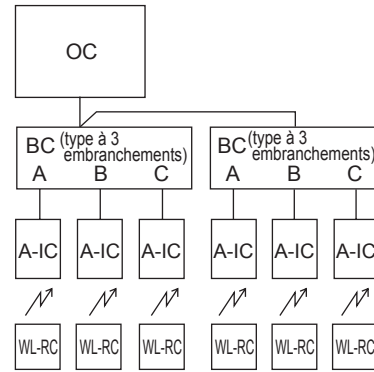 OC
BC (type à 3 embranchements)
A B C
BC (type à 3 embranchements)
A B C
A-IC A-IC A-IC A-IC A-IC A-IC
WL-RC WL-RC WL-RC WL-RC WL-RC WL-RC